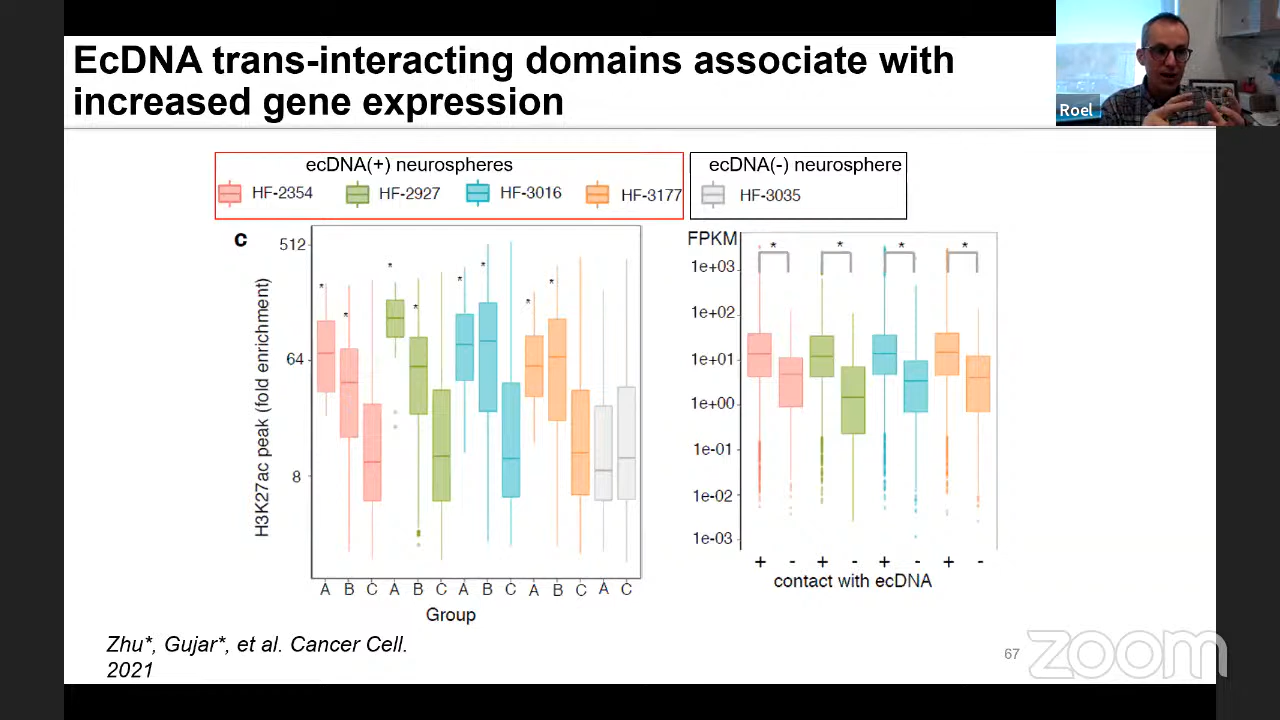 EcDNA trans-interacting domains associate with
increased gene expression
Roel
ecDNA(+) neurospheres
HF-2354 HF-2927 HF-3016 HF-3177
ecDNA(-) neurosphere
HF-3035
c
512
64
8
H3K27ac peak (fold enrichment)
* * * * * * * *
A B C A B C A B C A B C A C
Group
FPKM
1e+03
1e+02
1e+01
1e+00
1e-01
1e-02
1e-03
* * * *
+ - + - + - + -
contact with ecDNA
Zhu*, Gujar*, et al. Cancer Cell.
2021
67
zoom